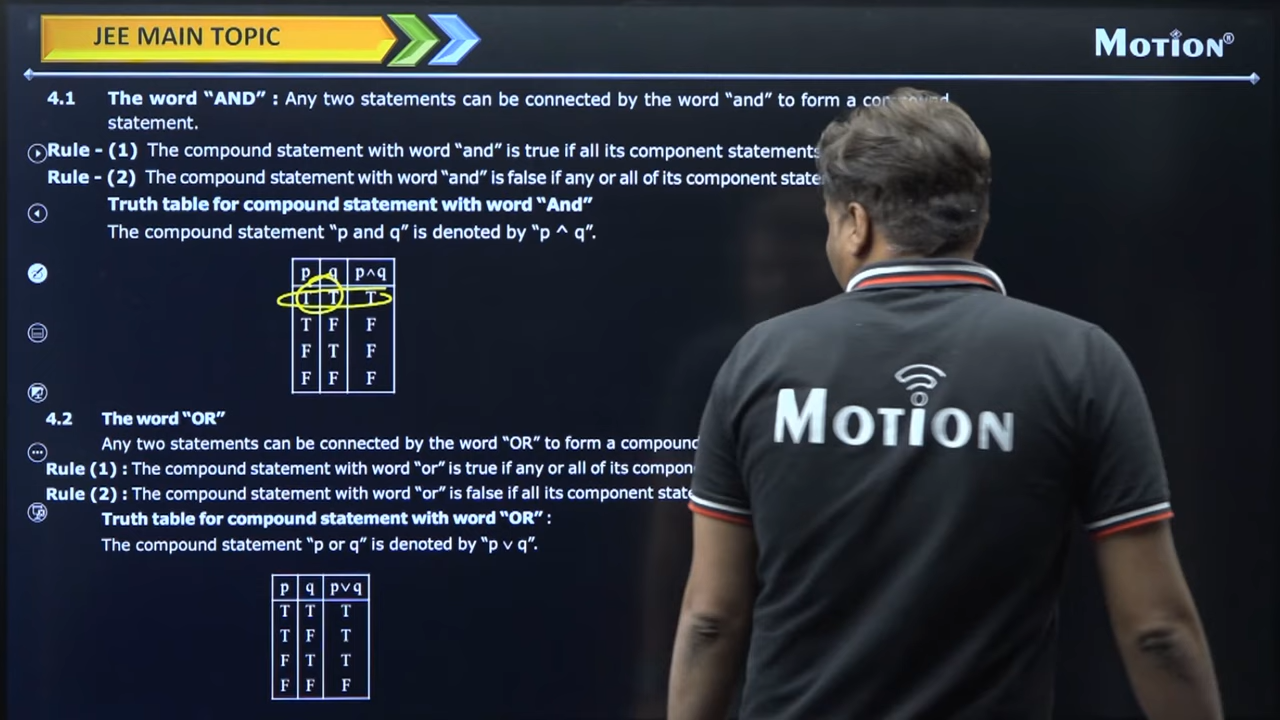 JEE MAIN TOPIC
MOTION®
4.1 The word “AND” : Any two statements can be connected by the word “and” to form a compound
statement.
Rule - (1) The compound statement with word “and” is true if all its component statements
Rule - (2) The compound statement with word “and” is false if any or all of its component
Truth table for compound statement with word “And”
The compound statement “p and q” is denoted by “p ^ q”.
p q p∧q
T T T
T F F
F T F
F F F
4.2 The word “OR”
Any two statements can be connected by the word “OR” to form a compound
Rule (1) : The compound statement with word “or” is true if any or all of its
Rule (2) : The compound statement with word “or” is false if all its component
Truth table for compound statement with word “OR” :
The compound statement “p or q” is denoted by “p ∨ q”.
p q p∨q
T T T
T F T
F T T
F F F
MOTION